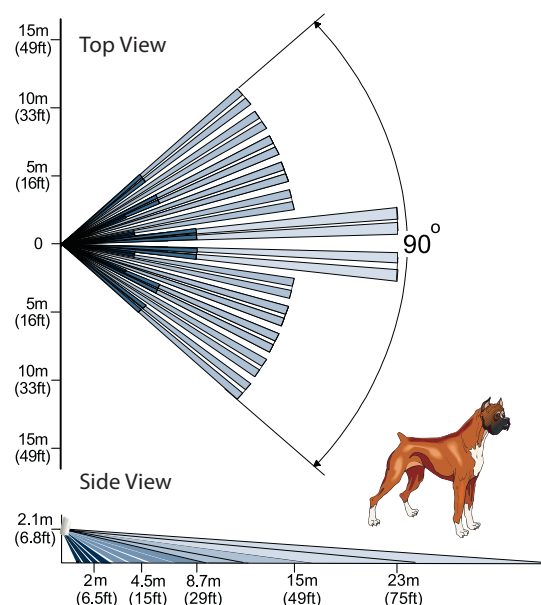 Top View
15m
(49ft)
10m
(33ft)
5m
(16ft)
0
5m
(16ft)
10m
(33ft)
15m
(49ft)
90°
Side View
2.1m
(6.8ft)
2m
(6.5ft)
4.5m
(15ft)
8.7m
(29ft)
15m
(49ft)
23m
(75ft)